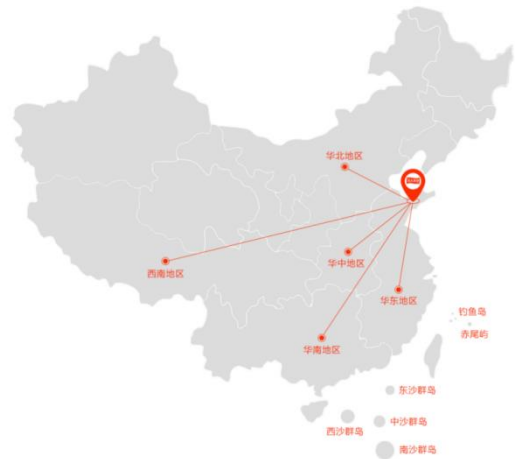 华北地区
华中地区
西南地区
华东地区
钓鱼岛
赤尾屿
华南地区
东沙群岛
西沙群岛
中沙群岛
南沙群岛